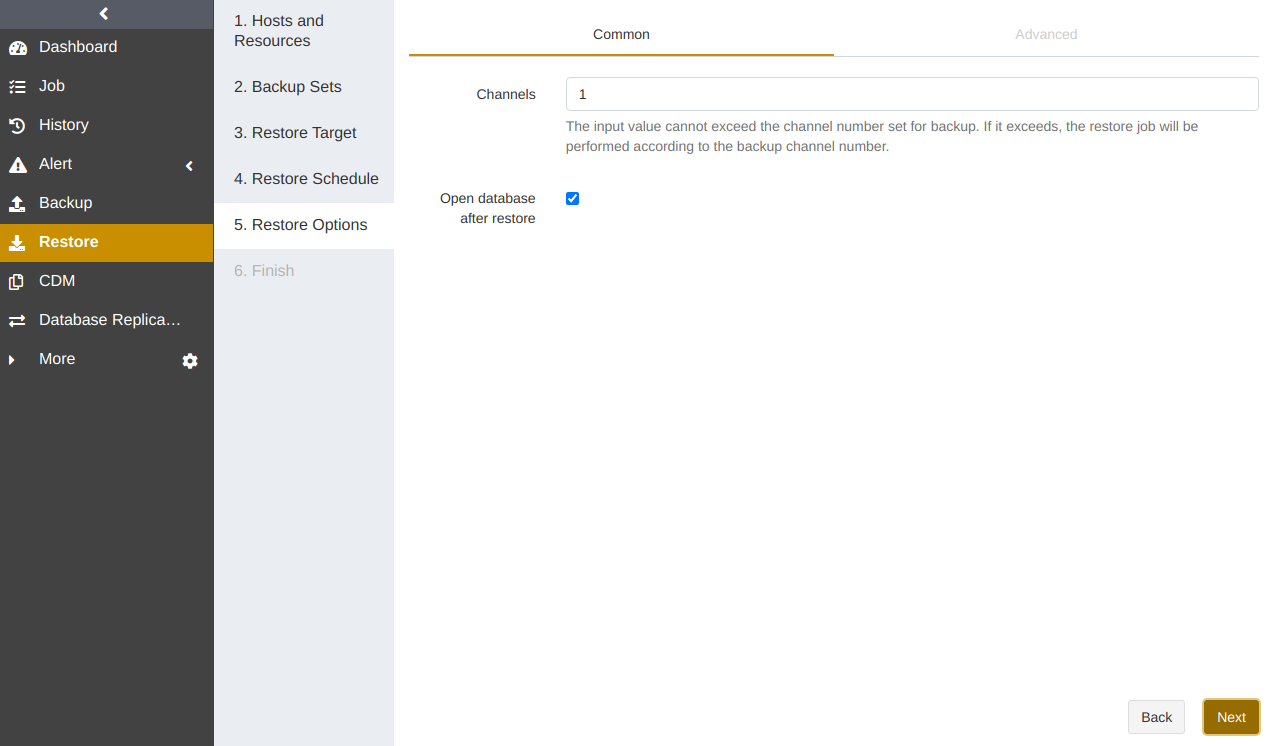 Dashboard
Job
History
Alert
Backup
Restore
CDM
Database Replica…
More
1. Hosts and
Resources
2. Backup Sets
3. Restore Target
4. Restore Schedule
5. Restore Options
6. Finish
Common
Advanced
Channels
1
The input value cannot exceed the channel number set for backup. If it exceeds, the restore job will be
performed according to the backup channel number.
Open database
after restore
Back
Next